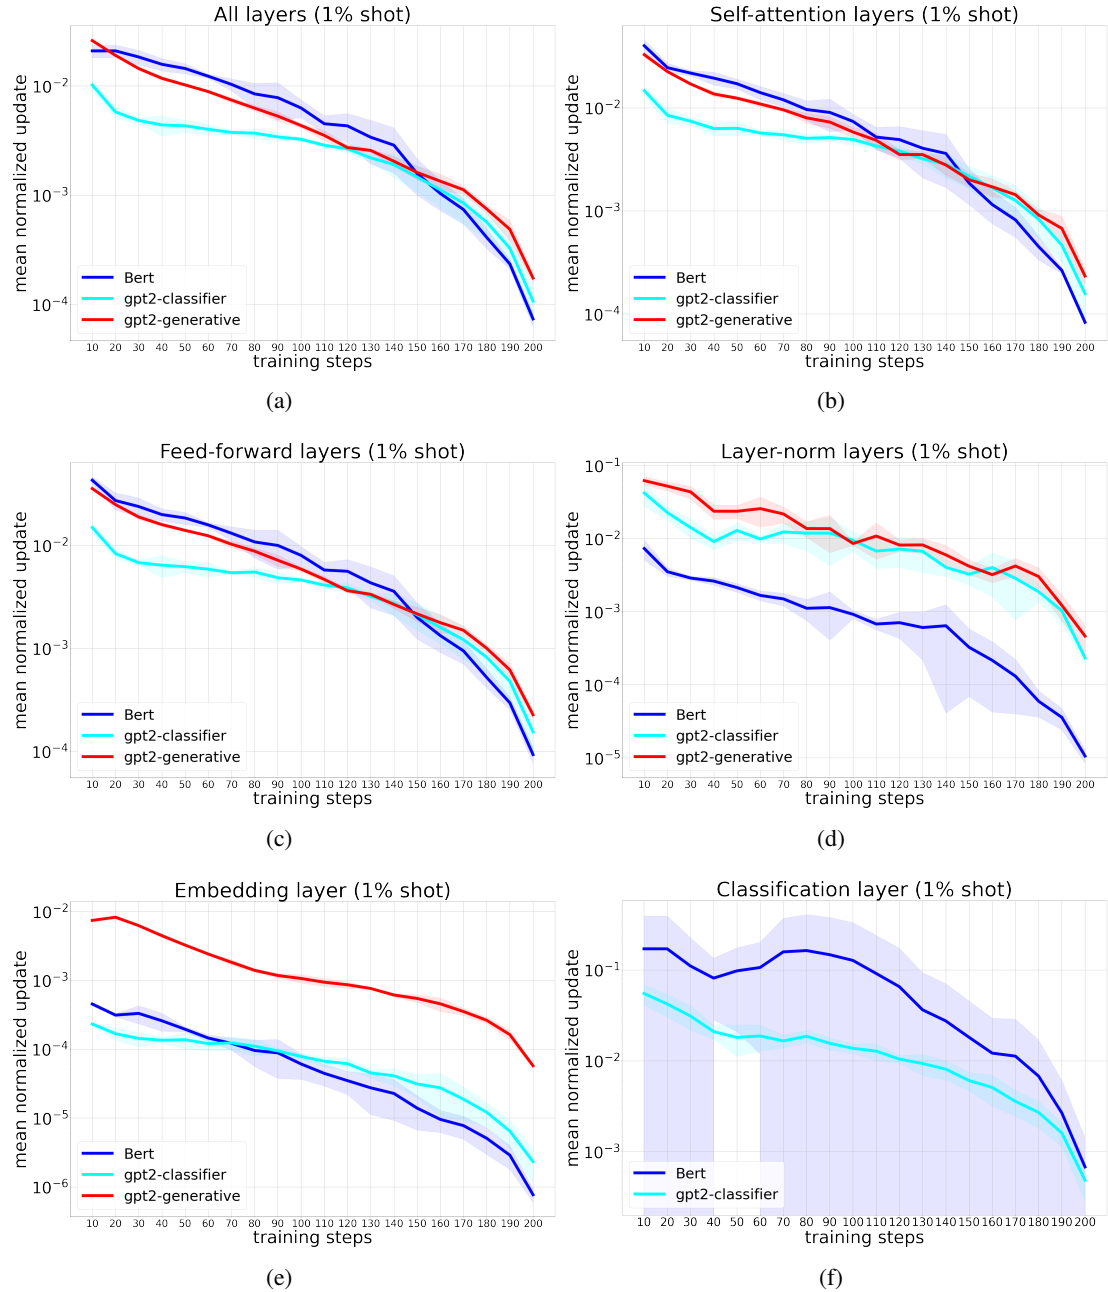 All layers (1% shot)
mean normalized update
10⁻²
10⁻³
10⁻⁴
Bert
gpt2-classifier
gpt2-generative
10 20 30 40 50 60 70 80 90 100 110 120 130 140 150 160 170 180 190 200
training steps
(a)
Self-attention layers (1% shot)
mean normalized update
10⁻²
10⁻³
10⁻⁴
Bert
gpt2-classifier
gpt2-generative
10 20 30 40 50 60 70 80 90 100 110 120 130 140 150 160 170 180 190 200
training steps
(b)
Feed-forward layers (1% shot)
mean normalized update
10⁻²
10⁻³
10⁻⁴
Bert
gpt2-classifier
gpt2-generative
10 20 30 40 50 60 70 80 90 100 110 120 130 140 150 160 170 180 190 200
training steps
(c)
Layer-norm layers (1% shot)
mean normalized update
10⁻¹
10⁻²
10⁻³
10⁻⁴
10⁻⁵
Bert
gpt2-classifier
gpt2-generative
10 20 30 40 50 60 70 80 90 100 110 120 130 140 150 160 170 180 190 200
training steps
(d)
Embedding layer (1% shot)
mean normalized update
10⁻²
10⁻³
10⁻⁴
10⁻⁵
10⁻⁶
Bert
gpt2-classifier
gpt2-generative
10 20 30 40 50 60 70 80 90 100 110 120 130 140 150 160 170 180 190 200
training steps
(e)
Classification layer (1% shot)
mean normalized update
10⁻¹
10⁻²
10⁻³
Bert
gpt2-classifier
10 20 30 40 50 60 70 80 90 100 110 120 130 140 150 160 170 180 190 200
training steps
(f)